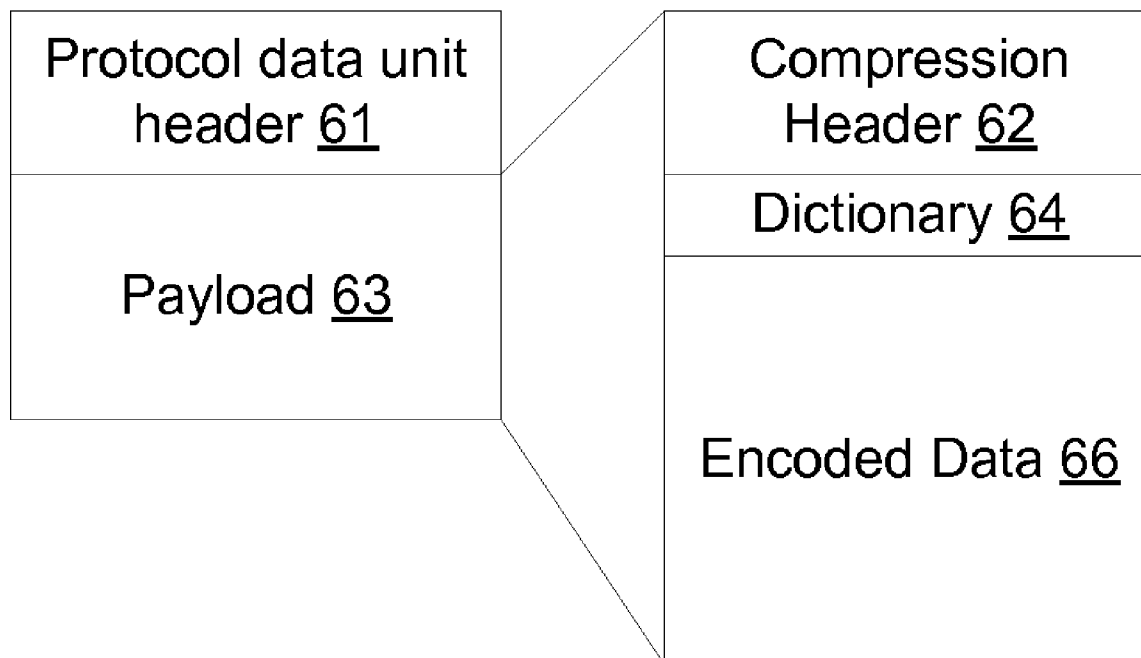 Protocol data unit
header 61
Payload 63
Compression
Header 62
Dictionary 64
Encoded Data 66